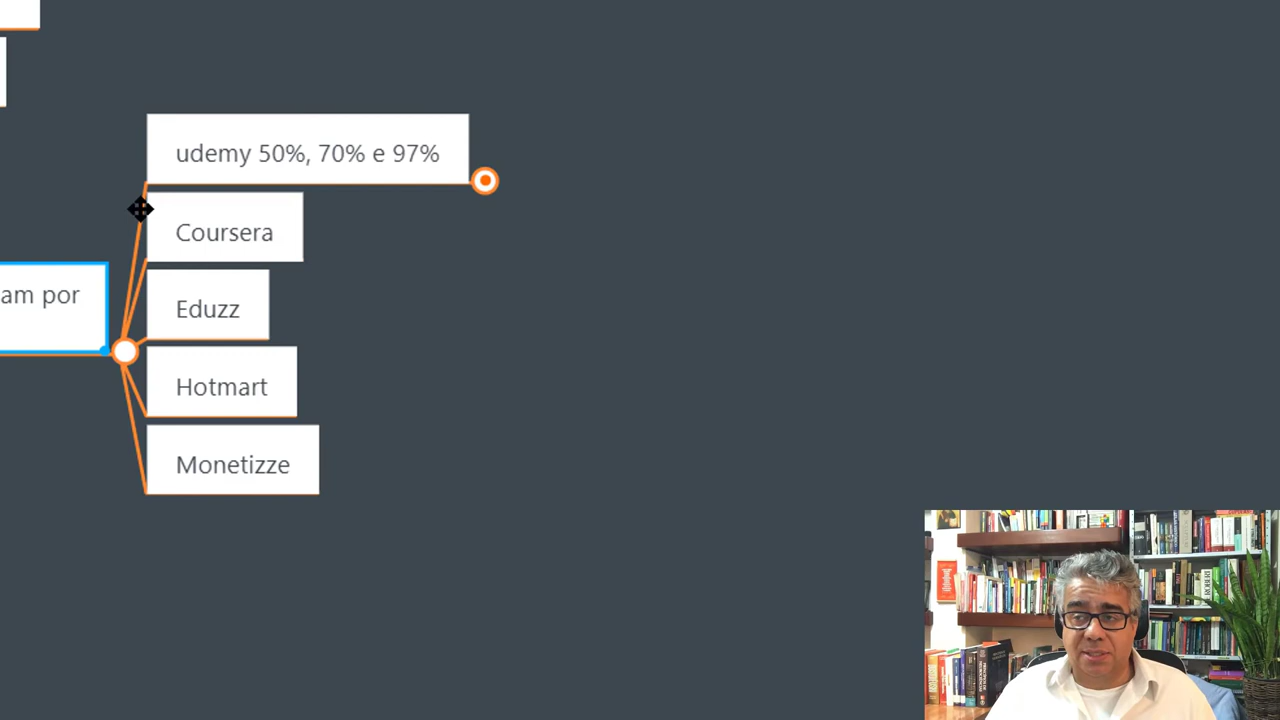 udemy 50%, 70% e 97%
Coursera
am por
Eduzz
Hotmart
Monetizze